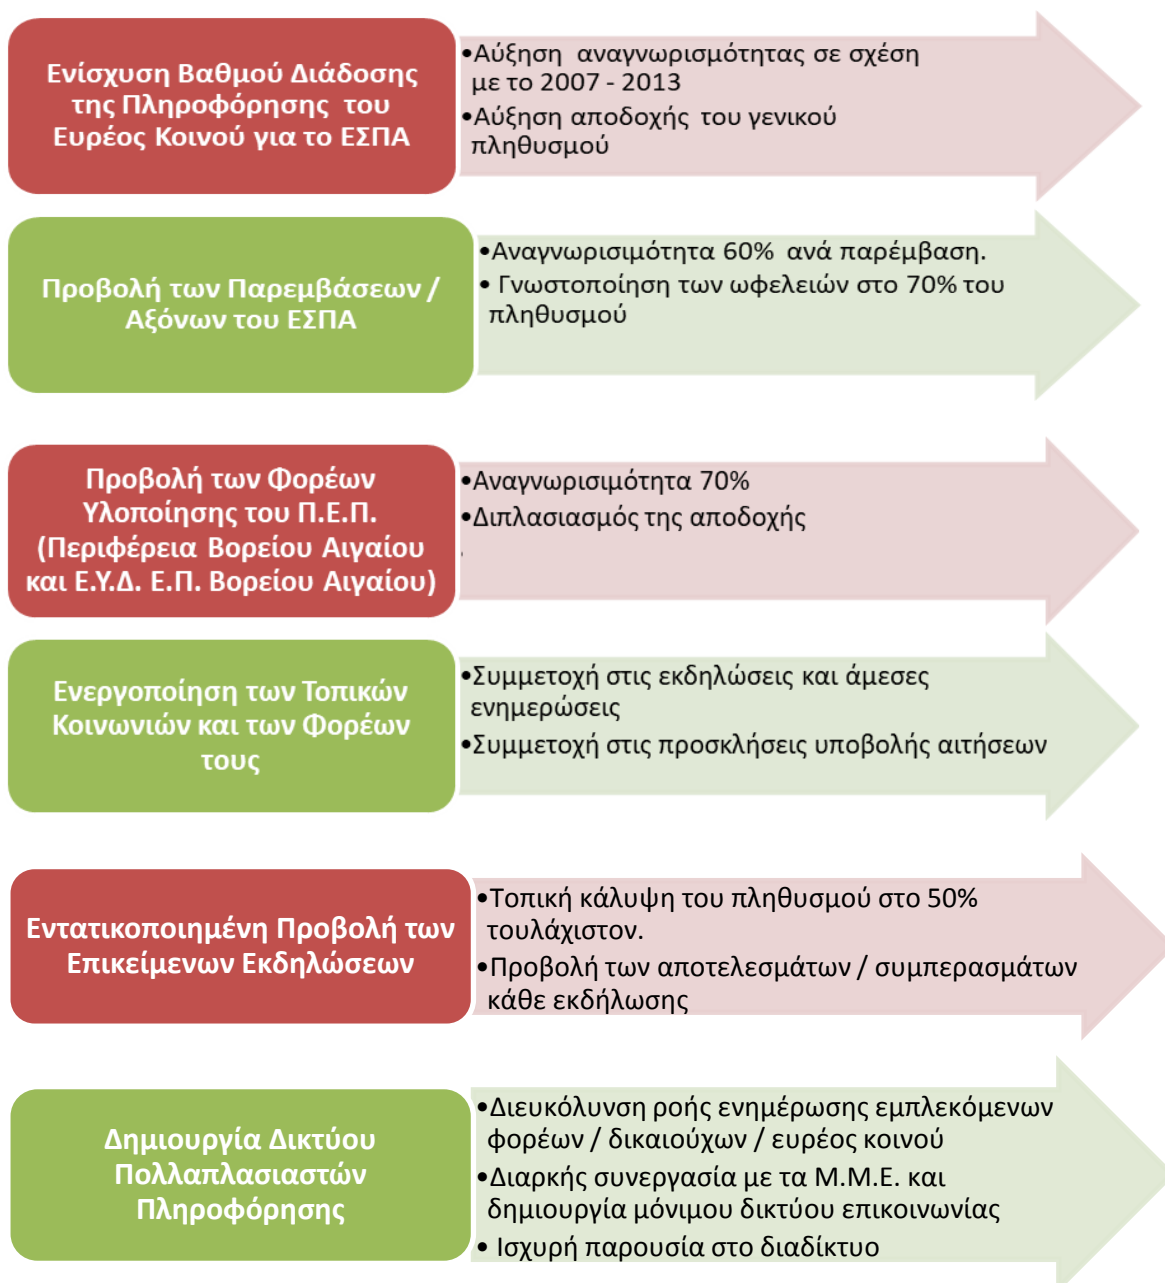 Ενίσχυση Βαθμού Διάδοσης
της Πληροφόρησης του
Ευρέος Κοινού για το ΕΣΠΑ
•Αύξηση αναγνωρισμότητας σε σχέση
με το 2007 - 2013
•Αύξηση αποδοχής του γενικού
πληθυσμού
Προβολή των Παρεμβάσεων /
Αξόνων του ΕΣΠΑ
•Αναγνωρισιμότητα 60% ανά παρέμβαση.
• Γνωστοποίηση των ωφελειών στο 70% του
πληθυσμού
Προβολή των Φορέων
Υλοποίησης του Π.Ε.Π.
(Περιφέρεια Βορείου Αιγαίου
και Ε.Υ.Δ. Ε.Π. Βορείου Αιγαίου)
•Αναγνωρισιμότητα 70%
•Διπλασιασμός της αποδοχής
.
Ενεργοποίηση των Τοπικών
Κοινωνιών και των Φορέων
τους
•Συμμετοχή στις εκδηλώσεις και άμεσες
ενημερώσεις
•Συμμετοχή στις προσκλήσεις υποβολής αιτήσεων
Εντατικοποιημένη Προβολή των
Επικείμενων Εκδηλώσεων
•Τοπική κάλυψη του πληθυσμού στο 50%
τουλάχιστον.
•Προβολή των αποτελεσμάτων / συμπερασμάτων
κάθε εκδήλωσης
Δημιουργία Δικτύου
Πολλαπλασιαστών
Πληροφόρησης
•Διευκόλυνση ροής ενημέρωσης εμπλεκόμενων
φορέων / δικαιούχων / ευρέος κοινού
•Διαρκής συνεργασία με τα Μ.Μ.Ε. και
δημιουργία μόνιμου δικτύου επικοινωνίας
• Ισχυρή παρουσία στο διαδίκτυο